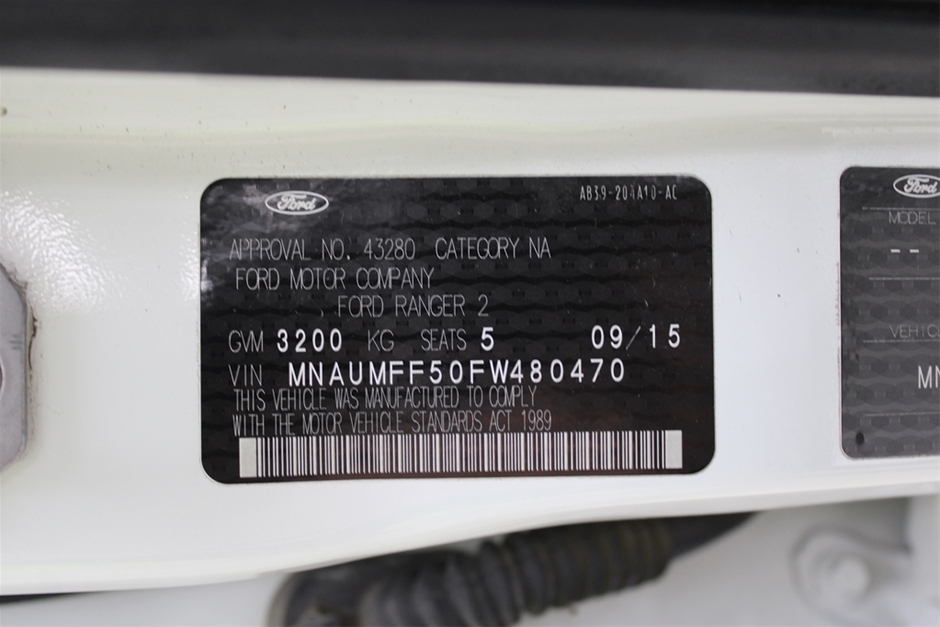 Ford
AB39-204A10-AC
APPROVAL NO. 43280 CATEGORY NA
FORD MOTOR COMPANY
FORD RANGER 2
GVM 3200 KG SEATS 5 09/15
VIN MNAUMFF50FW480470
THIS VEHICLE WAS MANUFACTURED TO COMPLY
WITH THE MOTOR VEHICLE STANDARDS ACT 1989
Ford
MODEL
--
VEHIC
MN